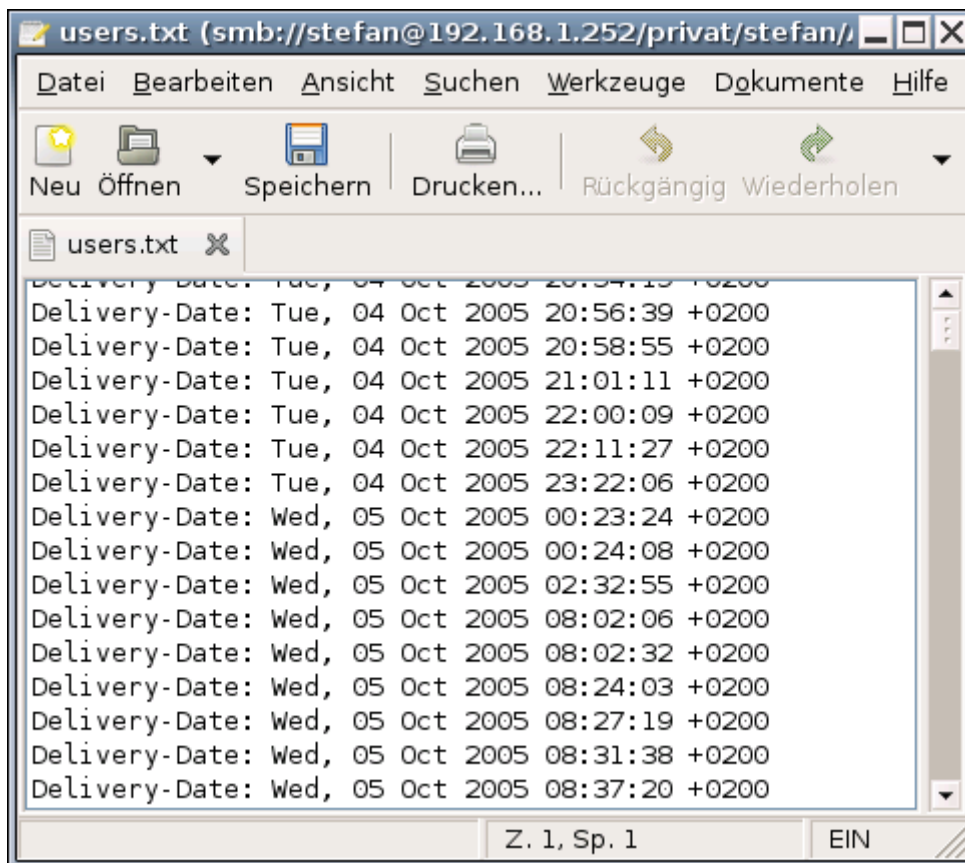 users.txt (smb://stefan@192.168.1.252/privat/stefan/
Datei Bearbeiten Ansicht Suchen Werkzeuge Dokumente Hilfe
Neu Öffnen Speichern Drucken... Rückgängig Wiederholen
users.txt
Delivery-Date: Tue, 04 Oct 2005
Delivery-Date: Tue, 04 Oct 2005 20:56:39 +0200
Delivery-Date: Tue, 04 Oct 2005 20:58:55 +0200
Delivery-Date: Tue, 04 Oct 2005 21:01:11 +0200
Delivery-Date: Tue, 04 Oct 2005 22:00:09 +0200
Delivery-Date: Tue, 04 Oct 2005 22:11:27 +0200
Delivery-Date: Tue, 04 Oct 2005 23:22:06 +0200
Delivery-Date: Wed, 05 Oct 2005 00:23:24 +0200
Delivery-Date: Wed, 05 Oct 2005 00:24:08 +0200
Delivery-Date: Wed, 05 Oct 2005 02:32:55 +0200
Delivery-Date: Wed, 05 Oct 2005 08:02:06 +0200
Delivery-Date: Wed, 05 Oct 2005 08:02:32 +0200
Delivery-Date: Wed, 05 Oct 2005 08:24:03 +0200
Delivery-Date: Wed, 05 Oct 2005 08:27:19 +0200
Delivery-Date: Wed, 05 Oct 2005 08:31:38 +0200
Delivery-Date: Wed, 05 Oct 2005 08:37:20 +0200
Z. 1, Sp. 1 EIN